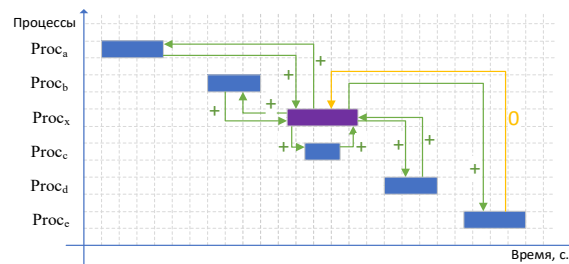 Процессы
Proca
+
+
Procb
+
+
Procx
0
+
+
Procc
+
+
+
Procd
Proce
Время, с.